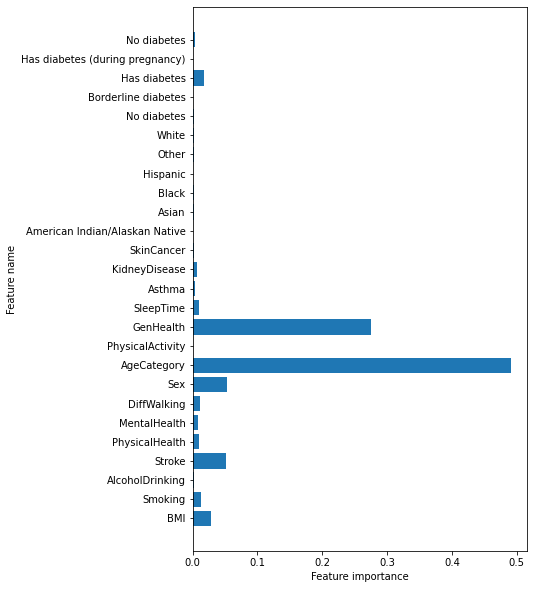 No diabetes
Has diabetes (during pregnancy)
Has diabetes
Borderline diabetes
No diabetes
White
Other
Hispanic
Black
Asian
American Indian/Alaskan Native
SkinCancer
KidneyDisease
Asthma
SleepTime
GenHealth
PhysicalActivity
AgeCategory
Sex
DiffWalking
MentalHealth
PhysicalHealth
Stroke
AlcoholDrinking
Smoking
BMI
Feature name
0.0 0.1 0.2 0.3 0.4 0.5
Feature importance